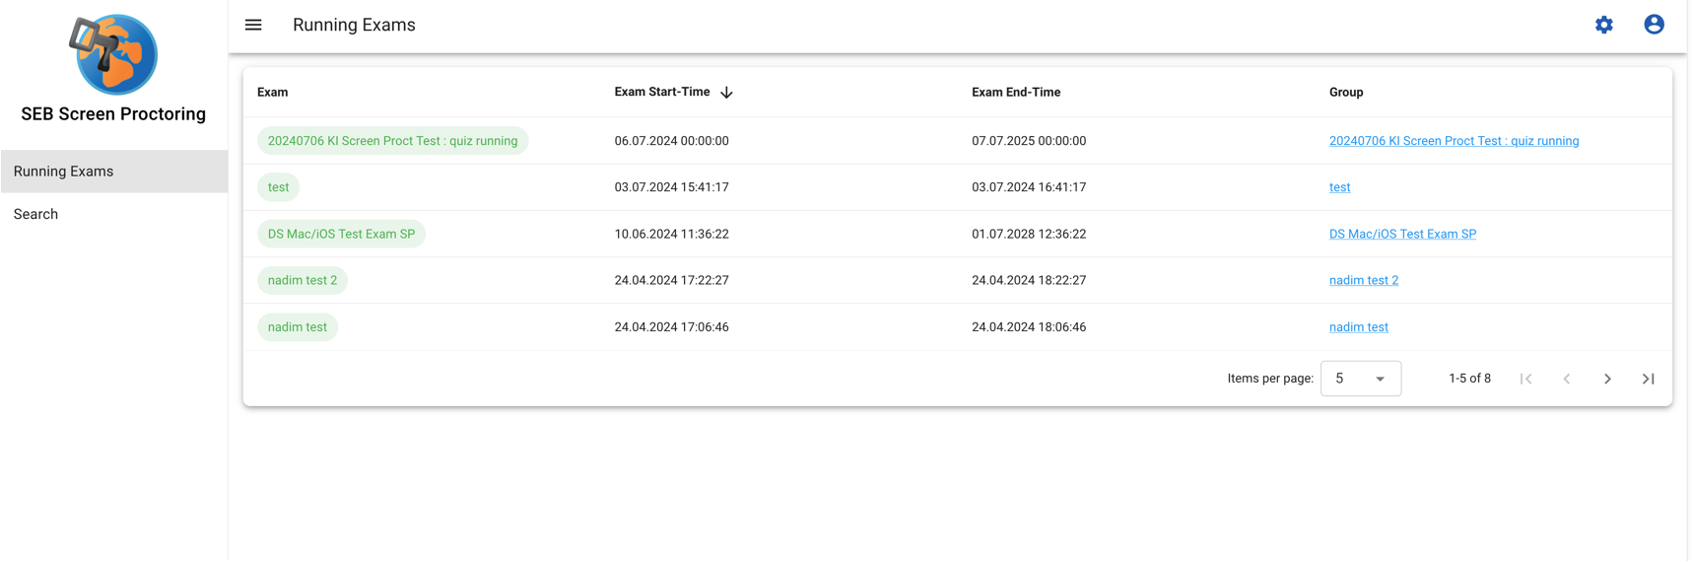 Running Exams
SEB Screen Proctoring
Running Exams
Search
Exam Exam Start-Time Exam End-Time Group
20240706 KI Screen Proct Test : quiz running 06.07.2024 00:00:00 07.07.2025 00:00:00 20240706 KI Screen Proct Test : quiz running
test 03.07.2024 15:41:17 03.07.2024 16:41:17 test
DS Mac/iOS Test Exam SP 10.06.2024 11:36:22 01.07.2028 12:36:22 DS Mac/iOS Test Exam SP
nadim test 2 24.04.2024 17:22:27 24.04.2024 18:22:27 nadim test 2
nadim test 24.04.2024 17:06:46 24.04.2024 18:06:46 nadim test
Items per page: 5 1-5 of 8